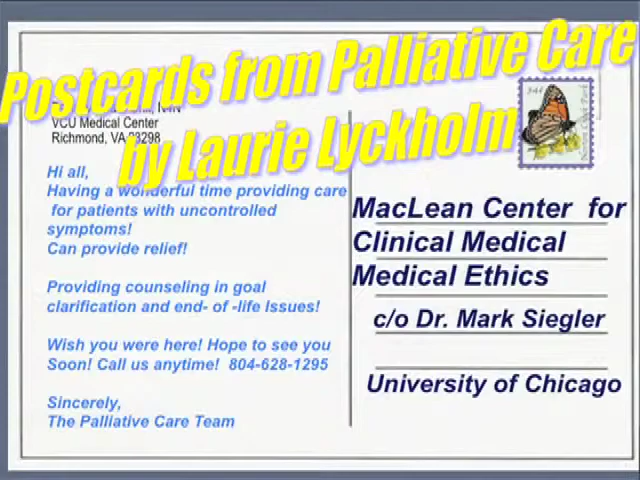 Postcards from Palliative Care
by Laurie Lyckholm
VCU Medical Center
Richmond, VA 23298
Hi all,
Having a wonderful time providing care
for patients with uncontrolled
symptoms!
Can provide relief!
Providing counseling in goal
clarification and end- of -life Issues!
Wish you were here! Hope to see you
Soon! Call us anytime! 804-628-1295
Sincerely,
The Palliative Care Team
MacLean Center for
Clinical Medical
Medical Ethics
c/o Dr. Mark Siegler
University of Chicago